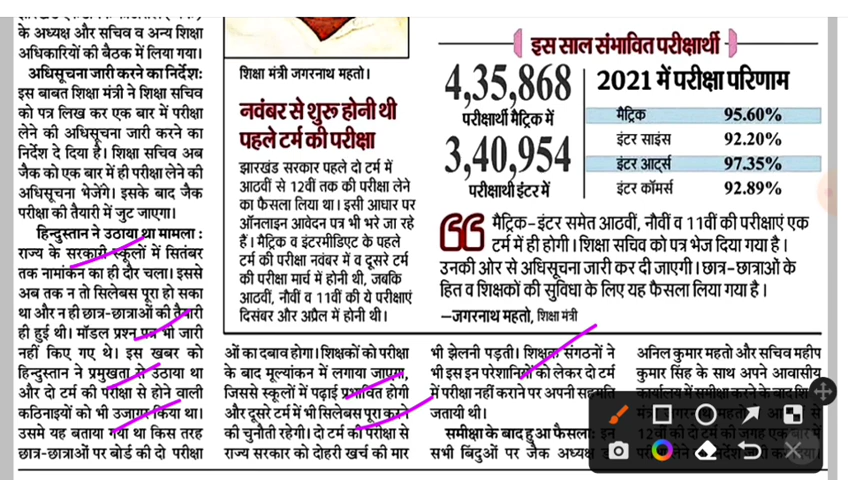 के अध्यक्ष और सचिव व अन्य शिक्षा
अधिकारियों की बैठक में लिया गया।
अधिसूचना जारी करने का निर्देश:
इस बाबत शिक्षा मंत्री ने शिक्षा सचिव
को पत्र लिख कर एक बार में परीक्षा
लेने की अधिसूचना जारी करने का
निर्देश दे दिया है। शिक्षा सचिव अब
जैक को एक बार में ही परीक्षा लेने की
अधिसूचना भेजेंगे। इसके बाद जैक
परीक्षा की तैयारी में जुट जाएगा।
हिन्दुस्तान ने उठाया था मामला :
राज्य के सरकारी स्कूलों में सितंबर
तक नामांकन का ही दौर चला। इससे
अब तक न तो सिलेबस पूरा हो सका
था और न ही छात्र-छात्राओं की तैयारी
ही हुई थी। मॉडल प्रश्न पत्र भी जारी
नहीं किए गए थे। इस खबर को
हिन्दुस्तान ने प्रमुखता से उठाया था
और दो टर्म की परीक्षा से होने वाली
कठिनाइयों को भी उजागर किया था।
उसमे यह बताया गया था किस तरह
छात्र-छात्राओं पर बोर्ड की दो परीक्षा
शिक्षा मंत्री जगरनाथ महतो।
नवंबर से शुरू होनी थी
पहले टर्म की परीक्षा
झारखंड सरकार पहले दो टर्म में
आठवीं से 12वीं तक की परीक्षा लेने
का फैसला लिया था। इसी आधार पर
ऑनलाइन आवेदन पत्र भी भरे जा रहे
हैं। मैट्रिक व इंटरमीडिएट के पहले
टर्म की परीक्षा नवंबर में व दूसरे टर्म
की परीक्षा मार्च में होनी थी, जबकि
आठवीं, नौवीं व 11वीं की ये परीक्षाएं
दिसंबर और अप्रैल में होनी थी।
इस साल संभावित परीक्षार्थी
4,35,868
परीक्षार्थी मैट्रिक में
3,40,954
परीक्षार्थी इंटर में
2021 में परीक्षा परिणाम
मैट्रिक 95.60%
इंटर साइंस 92.20%
इंटर आर्ट्स 97.35%
इंटर कॉमर्स 92.89%
मैट्रिक-इंटर समेत आठवीं, नौवीं व 11वीं की परीक्षाएं एक
टर्म में ही होगी। शिक्षा सचिव को पत्र भेज दिया गया है।
उनकी ओर से अधिसूचना जारी कर दी जाएगी। छात्र-छात्राओं के
हित व शिक्षकों की सुविधा के लिए यह फैसला लिया गया है।
-जगरनाथ महतो, शिक्षा मंत्री
ओं का दबाव होगा। शिक्षकों को परीक्षा
के बाद मूल्यांकन में लगाया जाएगा,
जिससे स्कूलों में पढ़ाई प्रभावित होगी
और दूसरे टर्म में भी सिलेबस पूरा करने
की चुनौती रहेगी। दो टर्म की परीक्षा से
राज्य सरकार को दोहरी खर्च की मार
भी झेलनी पड़ती। शिक्षक संगठनों ने
भी इस इन परेशानियों को लेकर दो टर्म
में परीक्षा नहीं कराने पर अपनी सहमति
जतायी थी।
समीक्षा के बाद हुआ फैसला: इन
सभी बिंदुओं पर जैक अध्यक्ष
अनिल कुमार महतो और सचिव महीप
कुमार सिंह के साथ अपने आवासीय
कार्यालय में समीक्षा करने के बाद
12वीं की दो टर्म की जगह एक बार में